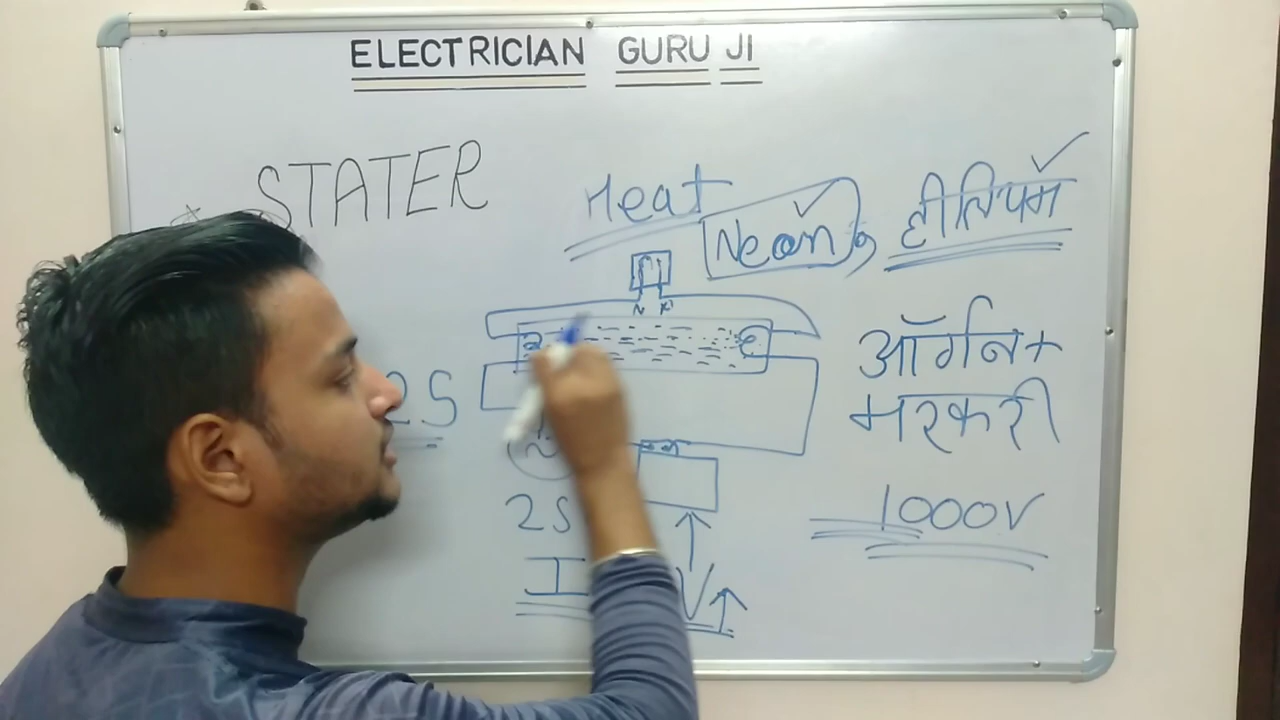 ELECTRICIAN GURU JI
STATER
Heat
Neon, हीलियम
ऑर्गन+
मरकरी
2S
2S
1000V
I V